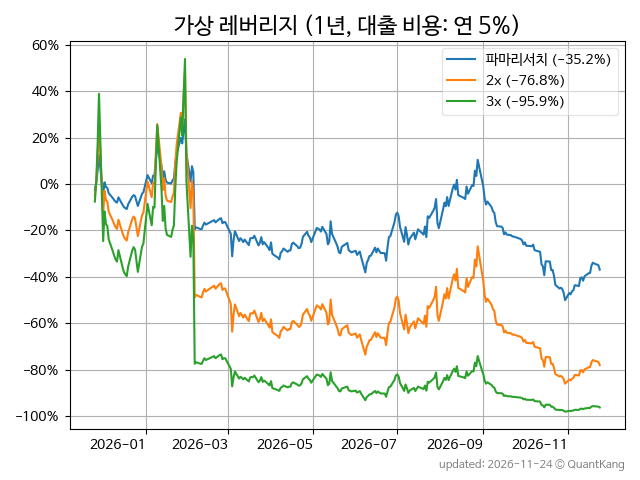 가상 레버리지 (1년, 대출 비용: 연 5%)
파마리서치 (-35.2%)
2x (-76.8%)
3x (-95.9%)
60%
40%
20%
0%
−20%
−40%
−60%
−80%
−100%
2026-01 2026-03 2026-05 2026-07 2026-09 2026-11
updated: 2026-11-24 © QuantKang